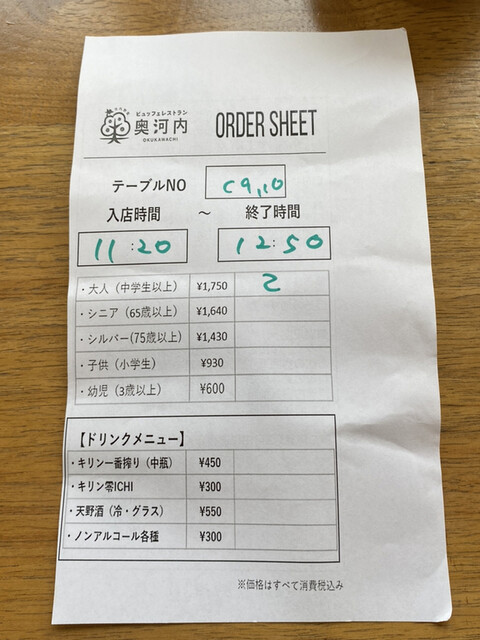 ビュッフェレストラン
奥河内
OKUKAWACHI
ORDER SHEET
テーブルNO C9,10
入店時間 ～ 終了時間
11:20 12:50
・大人（中学生以上） ¥1,750 2
・シニア（65歳以上） ¥1,640
・シルバー(75歳以上) ¥1,430
・子供（小学生） ¥930
・幼児（3歳以上） ¥600
【ドリンクメニュー】
・キリン一番搾り（中瓶） ¥450
・キリン零ICHI ¥300
・天野酒（冷・グラス） ¥550
・ノンアルコール各種 ¥300
※価格はすべて消費税込み